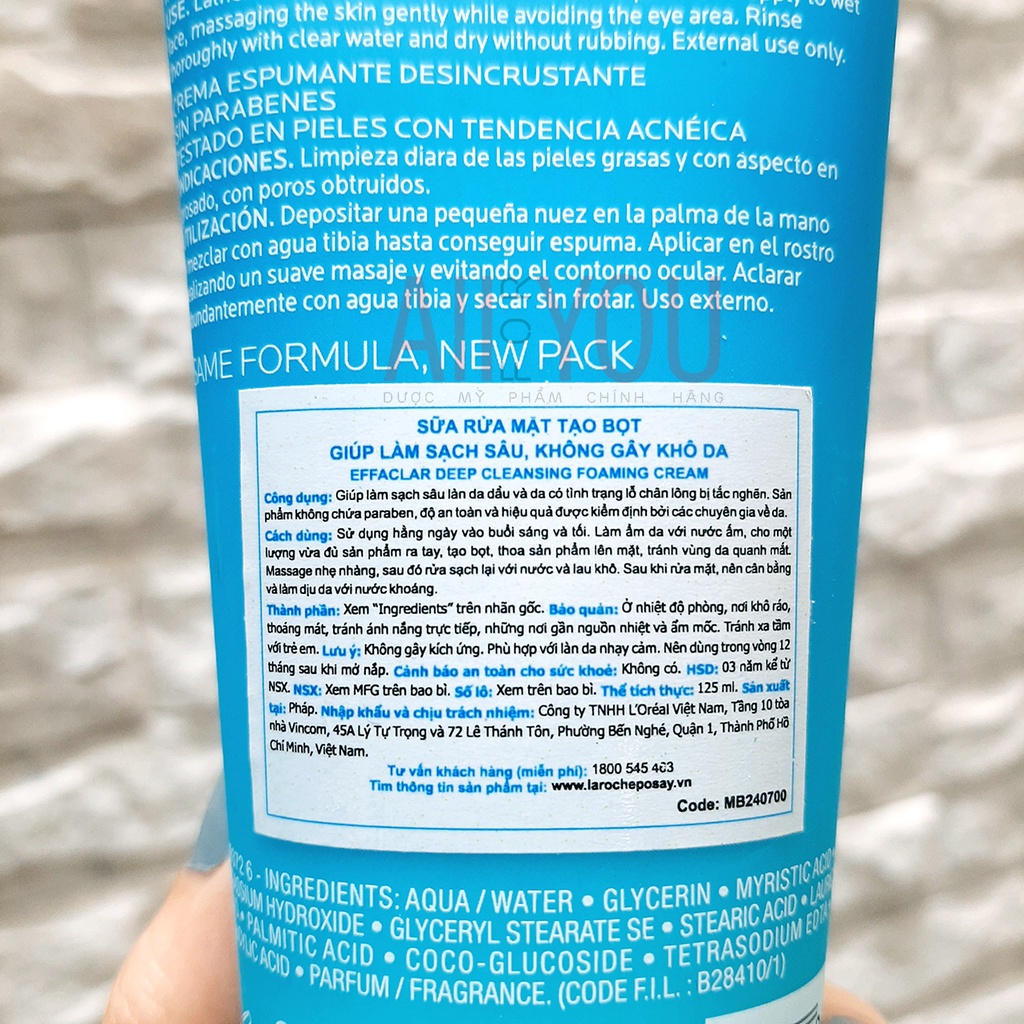 USE. to wet
face, massaging the skin gently while avoiding the eye area. Rinse
thoroughly with clear water and dry without rubbing. External use only.
CREMA ESPUMANTE DESINCRUSTANTE
SIN PARABENES
TESTADO EN PIELES CON TENDENCIA ACNÉICA
INDICACIONES. Limpieza diara de las pieles grasas y con aspecto en
osado, con poros obtruidos.
TILIZACIÓN. Depositar una pequeña nuez en la palma de la mano
mezclar con agua tibia hasta conseguir espuma. Aplicar en el rostro
alizando un suave masaje y evitando el contorno ocular. Aclarar
undantemente con agua tibia y secar sin frotar. Uso externo.
All FOR YOU
SAME FORMULA, NEW PACK
DƯỢC MỸ PHẨM CHÍNH HÃNG
SỮA RỬA MẶT TẠO BỌT
GIÚP LÀM SẠCH SÂU, KHÔNG GÂY KHÔ DA
EFFACLAR DEEP CLEANSING FOAMING CREAM
Công dụng: Giúp làm sạch sâu làn da dầu và da có tình trạng lỗ chân lông bị tắc nghẽn. Sản
phẩm không chứa paraben, độ an toàn và hiệu quả được kiểm định bởi các chuyên gia về da.
Cách dùng: Sử dụng hằng ngày vào buổi sáng và tối. Làm ẩm da với nước ấm, cho một
lượng vừa đủ sản phẩm ra tay, tạo bọt, thoa sản phẩm lên mặt, tránh vùng da quanh mắt.
Massage nhẹ nhàng, sau đó rửa sạch lại với nước và lau khô. Sau khi rửa mặt, nên cân bằng
và làm dịu da với nước khoáng.
Thành phần: Xem "Ingredients" trên nhãn gốc. Bảo quản: Ở nhiệt độ phòng, nơi khô ráo,
thoáng mát, tránh ánh nắng trực tiếp, những nơi gần nguồn nhiệt và ẩm mốc. Tránh xa tầm
với trẻ em. Lưu ý: Không gây kích ứng. Phù hợp với làn da nhạy cảm. Nên dùng trong vòng 12
tháng sau khi mở nắp. Cảnh báo an toàn cho sức khoẻ: Không có. HSD: 03 năm kể từ
NSX. NSX: Xem MFG trên bao bì. Số lô: Xem trên bao bì. Thể tích thực: 125 ml. Sản xuất
tại: Pháp. Nhập khẩu và chịu trách nhiệm: Công ty TNHH L'Oréal Việt Nam, Tầng 10 tòa
nhà Vincom, 45A Lý Tự Trọng và 72 Lê Thánh Tôn, Phường Bến Nghé, Quận 1, Thành Phố Hồ
Chí Minh, Việt Nam.
Tư vấn khách hàng (miễn phí): 1800 545 463
Tìm thông tin sản phẩm tại: www.larocheposay.vn
Code: MB240700
072 6 - INGREDIENTS: AQUA / WATER • GLYCERIN • MYRISTIC ACID
SIUM HYDROXIDE • GLYCERYL STEARATE SE • STEARIC ACID •
• PALMITIC ACID • COCO-GLUCOSIDE • TETRASODIUM EDTA
ACID • PARFUM / FRAGRANCE. (CODE F.I.L. : B28410/1)